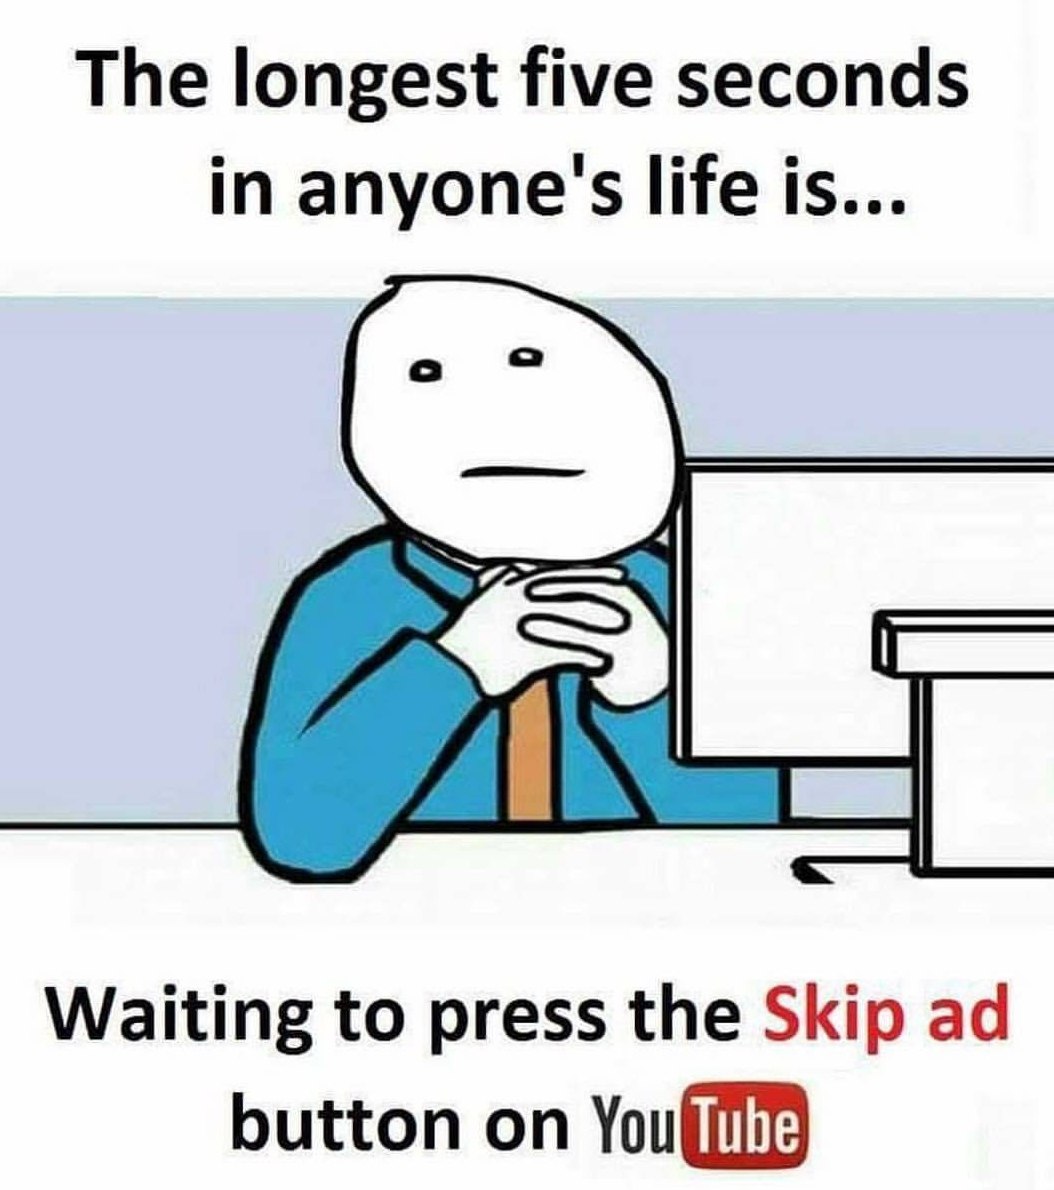 The longest five seconds
in anyone's life is...
Waiting to press the Skip ad
button on YouTube